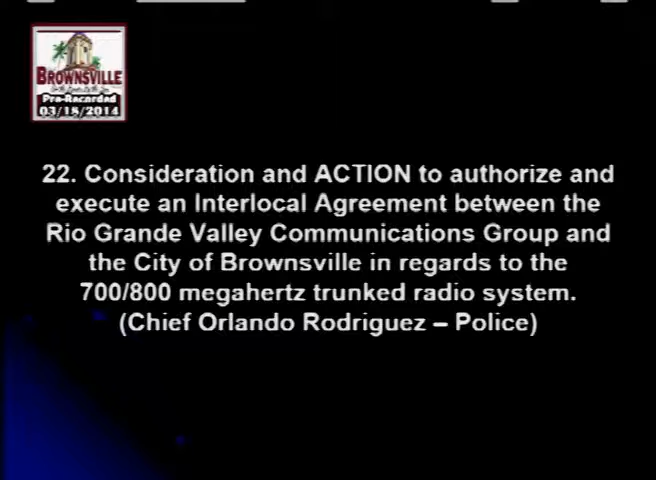 BROWNSVILLE
Pre-Recorded
03/18/2014
22. Consideration and ACTION to authorize and
execute an Interlocal Agreement between the
Rio Grande Valley Communications Group and
the City of Brownsville in regards to the
700/800 megahertz trunked radio system.
(Chief Orlando Rodriguez – Police)